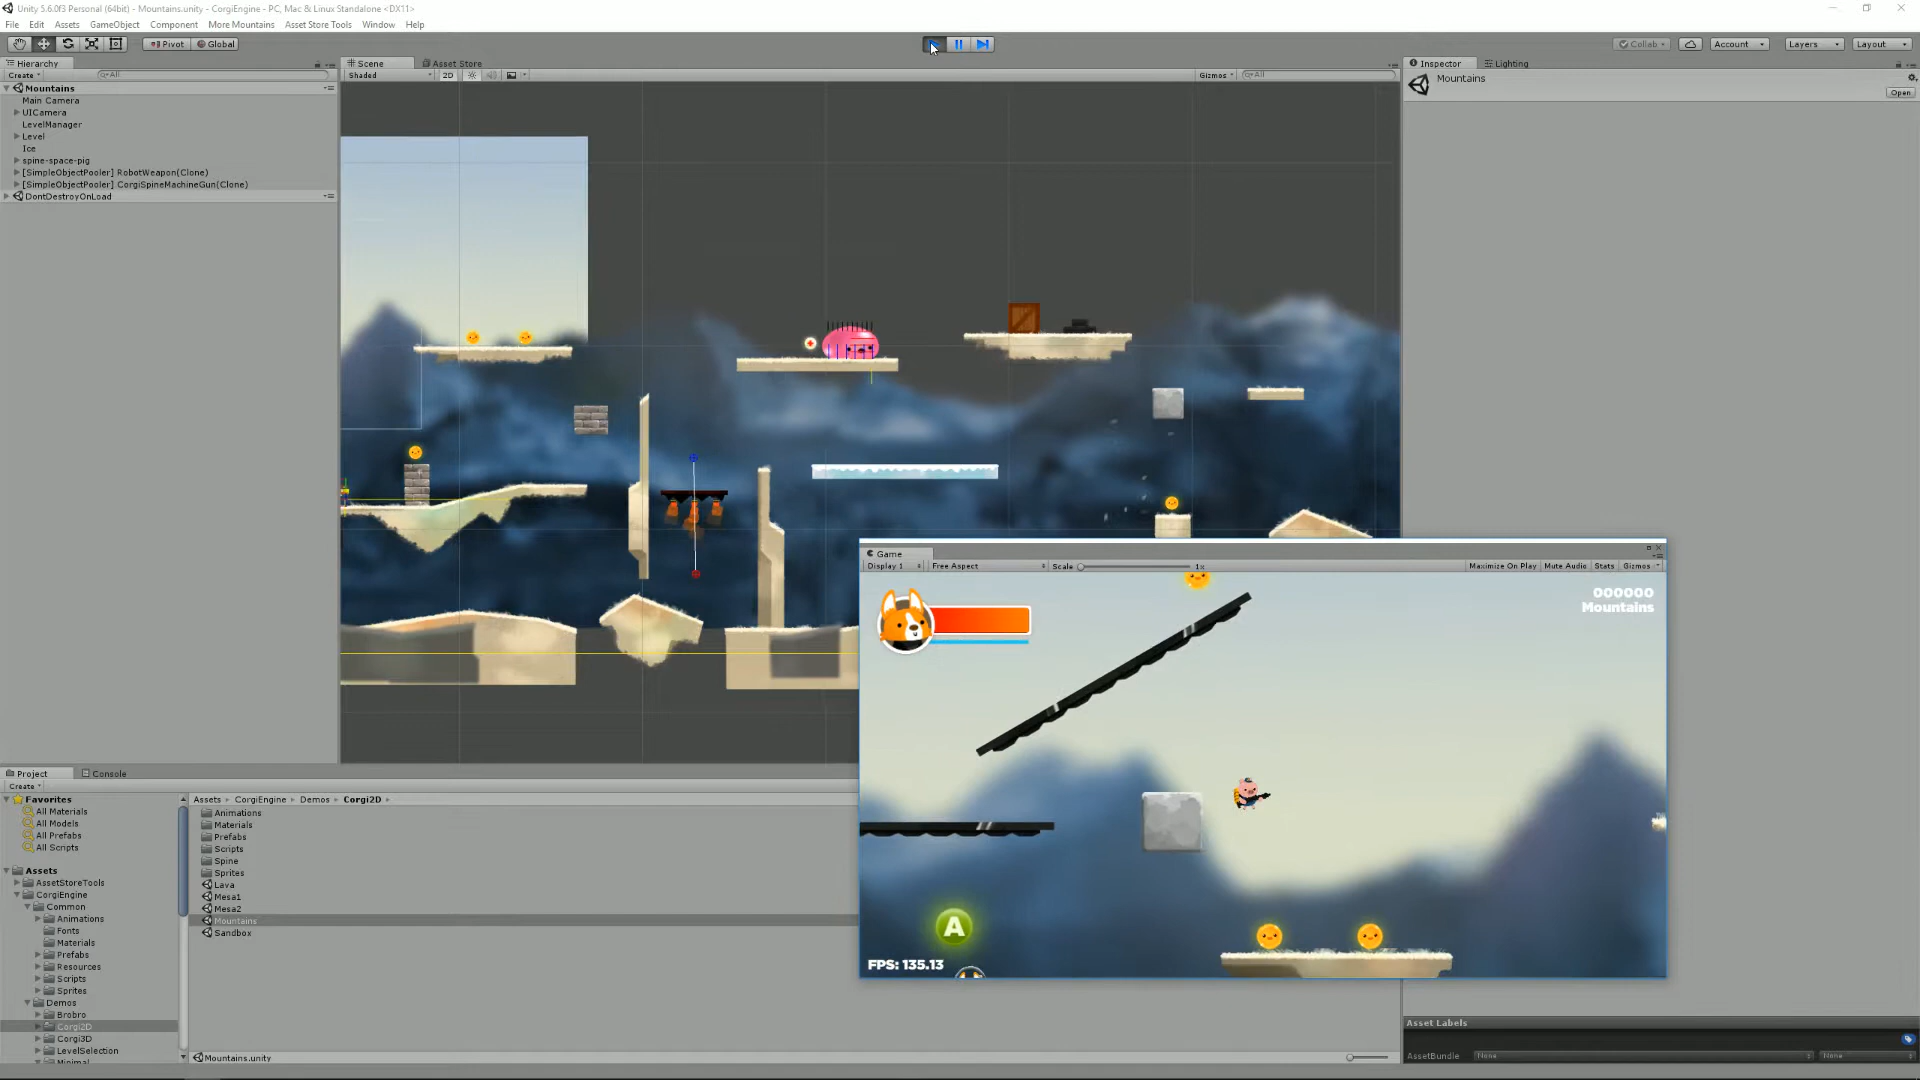 Unity 5.6.0f3 Personal (64bit) - Mountains.unity - CorgiEngine - PC, Mac & Linux Standalone <DX11>
File Edit Assets GameObject Component More Mountains Asset Store Tools Window Help
Pivot Global Collab Account Layers Layout
Hierarchy
Create All
Mountains
Main Camera
UICamera
LevelManager
Level
Ice
spine-space-pig
[SimpleObjectPooler] RobotWeapon(Clone)
[SimpleObjectPooler] CorgiSpineMachineGun(Clone)
DontDestroyOnLoad
Scene Asset Store
Shaded 2D Gizmos All
Inspector Lighting
Mountains
Open
Game
Display 1 Free Aspect Scale 1x Maximize On Play Mute Audio Stats Gizmos
000000
Mountains
A
FPS: 135.13
Project Console
Create
Favorites
All Materials
All Models
All Prefabs
All Scripts
Assets
AssetStoreTools
CorgiEngine
Common
Animations
Fonts
Materials
Prefabs
Resources
Scripts
Sprites
Demos
Brobro
Corgi2D
Corgi3D
LevelSelection
Minimal
Assets CorgiEngine Demos Corgi2D
Animations
Materials
Prefabs
Scripts
Spine
Sprites
Lava
Mesa1
Mesa2
Mountains
Sandbox
Mountains.unity
Asset Labels
AssetBundle None None